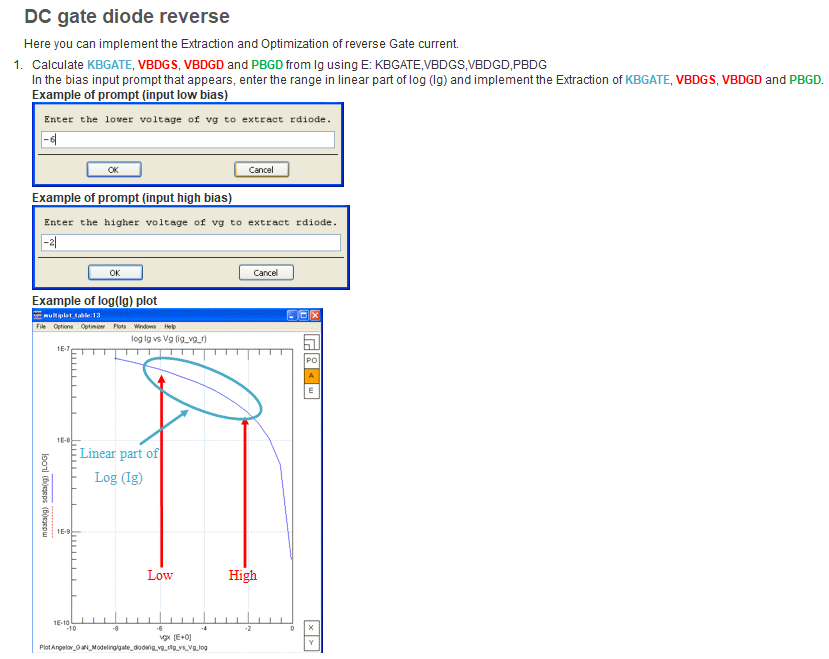 DC gate diode reverse
Here you can implement the Extraction and Optimization of reverse Gate current.
1. Calculate KBGATE, VBDGS, VBDGD and PBGD from Ig using E: KBGATE,VBDGS,VBDGD,PBDG
In the bias input prompt that appears, enter the range in linear part of log (Ig) and implement the Extraction of KBGATE, VBDGS, VBDGD and PBGD.
Example of prompt (input low bias)
Enter the lower voltage of vg to extract rdiode.
-6
OK Cancel
Example of prompt (input high bias)
Enter the higher voltage of vg to extract rdiode.
-2
OK Cancel
Example of log(Ig) plot
multiplot_table:13
File Options Optimizer Plots Windows Help
log Ig vs Vg (ig_vg_r)
1E-7
PO
A
E
1E-8
Linear part of
Log (Ig)
mdata(ig) sdata(ig) [LOG]
1E-9
Low High
1E-10
-10 -8 -6 -4 -2 0
vgx [E+0]
X
Y